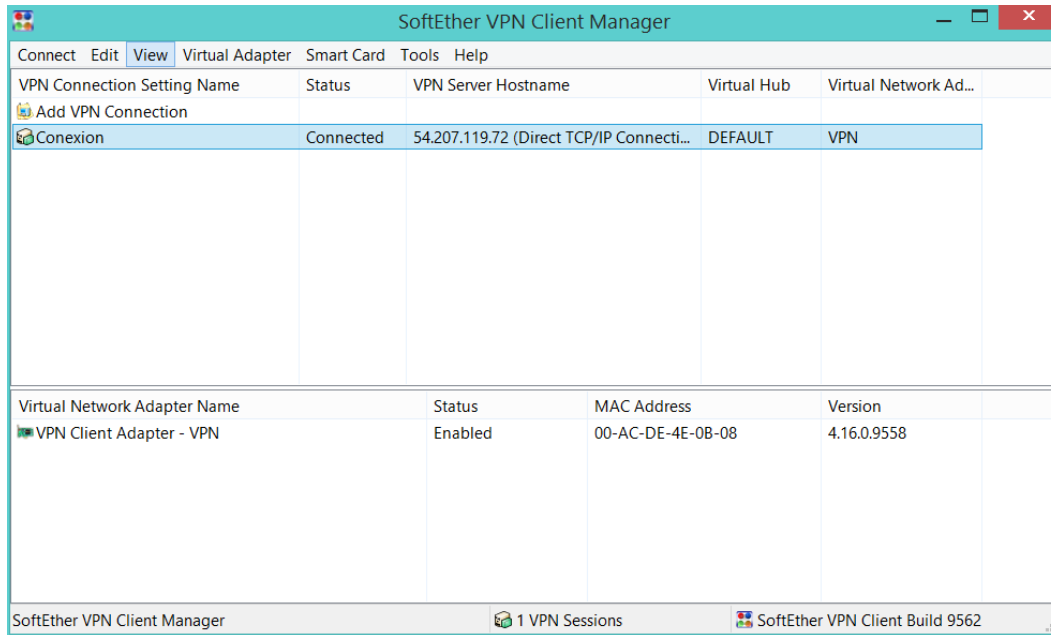 SoftEther VPN Client Manager
Connect Edit View Virtual Adapter Smart Card Tools Help
VPN Connection Setting Name Status VPN Server Hostname Virtual Hub Virtual Network Ad...
Add VPN Connection
Conexion Connected 54.207.119.72 (Direct TCP/IP Connecti... DEFAULT VPN
Virtual Network Adapter Name Status MAC Address Version
VPN Client Adapter - VPN Enabled 00-AC-DE-4E-0B-08 4.16.0.9558
SoftEther VPN Client Manager 1 VPN Sessions SoftEther VPN Client Build 9562